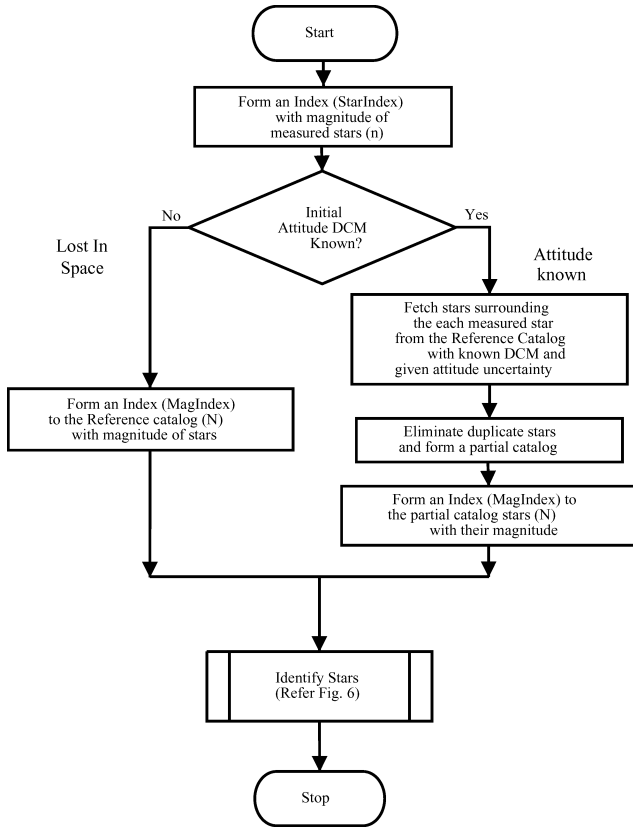 Start
Form an Index (StarIndex)
with magnitude of
measured stars (n)
Initial
Attitude DCM
Known?
No
Yes
Lost In
Space
Attitude
known
Fetch stars surrounding
the each measured star
from the Reference Catalog
with known DCM and
given attitude uncertainty
Form an Index (MagIndex)
to the Reference catalog (N)
with magnitude of stars
Eliminate duplicate stars
and form a partial catalog
Form an Index (MagIndex) to
the partial catalog stars (N)
with their magnitude
Identify Stars
(Refer Fig. 6)
Stop